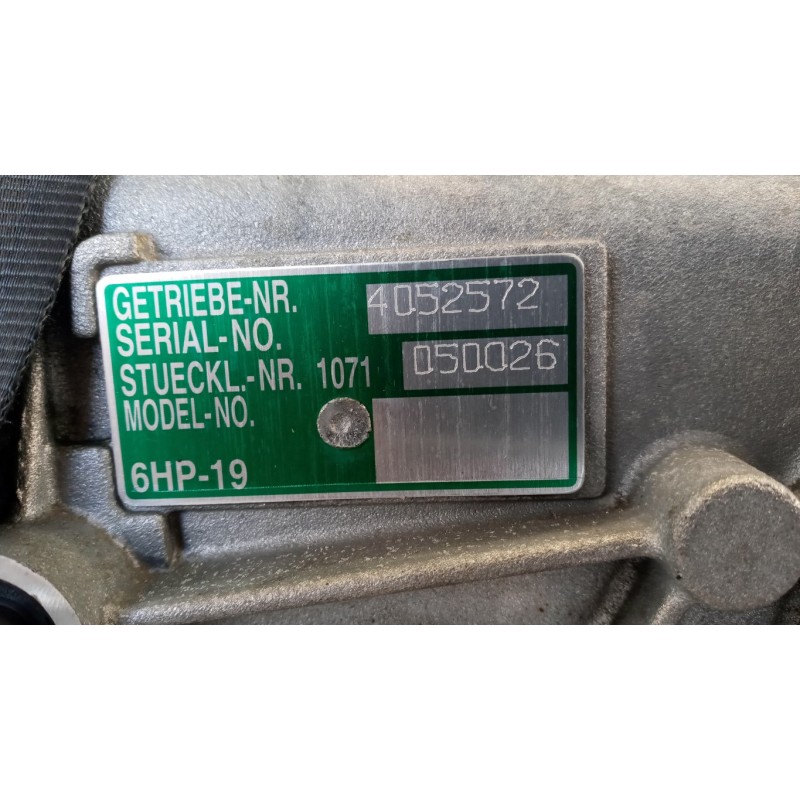 GETRIEBE-NR. 4052572
SERIAL-NO.
STUECKL.-NR. 1071 050026
MODEL-NO.
6HP-19